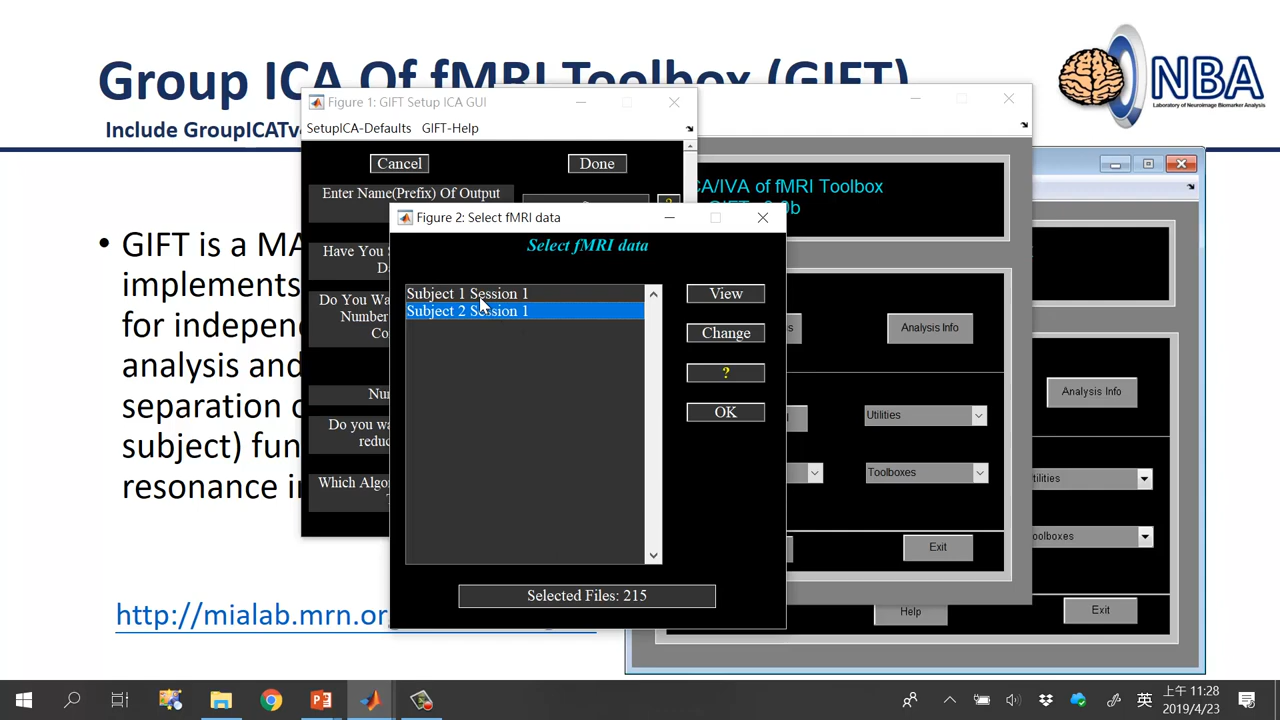 Group ICA Of fMRI Toolbox (GIFT)
NBA
Laboratory of Neuroimage Biomarker Analysis
Include GroupICATv
Figure 1: GIFT Setup ICA GUI
SetupICA-Defaults GIFT-Help
Cancel
Done
Enter Name(Prefix) Of Output
?
Have You S
D
Do You Wa
Number
Co
Nu
Do you wa
reduc
Which Algo
T
Figure 2: Select fMRI data
Select fMRI data
Subject 1 Session 1
Subject 2 Session 1
View
Change
?
OK
Selected Files: 215
CA/IVA of fMRI Toolbox
Analysis Info
Utilities
Toolboxes
Exit
Analysis Info
tilities
oolboxes
Help
Exit
• GIFT is a MA
implements
for indepen
analysis and
separation o
subject) fun
resonance i
http://mialab.mrn.or
英
上午 11:28
2019/4/23